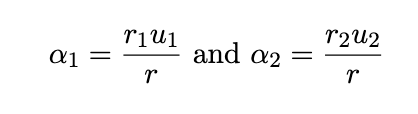 α₁ = r₁u₁/r and α₂ = r₂u₂/r